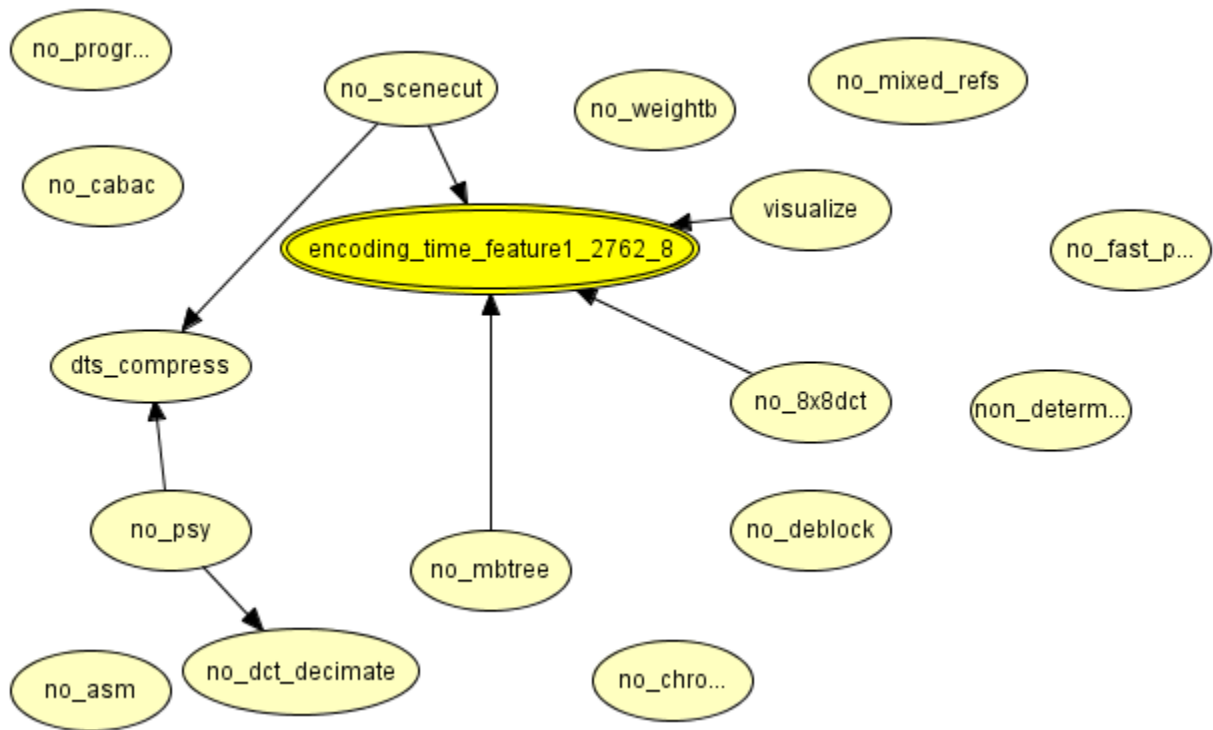 no_progr...
no_scenecut
no_mixed_refs
no_weightb
no_cabac
visualize
encoding_time_feature1_2762_8
no_fast_p...
dts_compress
no_8x8dct
non_determ...
no_psy
no_deblock
no_mbtree
no_dct_decimate
no_chro...
no_asm